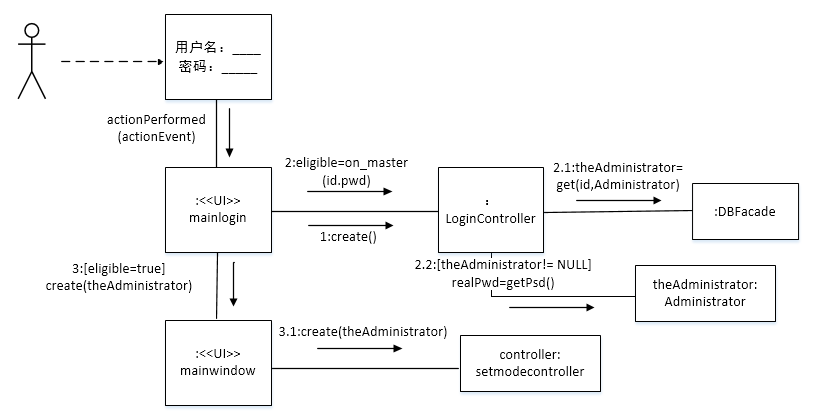 用户名：____
密码：_____
actionPerformed
(actionEvent)
2:eligible=on_master
(id.pwd)
2.1:theAdministrator=
get(id,Administrator)
:<<UI>>
mainlogin
:
LoginController
:DBFacade
1:create()
3:[eligible=true]
create(theAdministrator)
2.2:[theAdministrator!= NULL]
realPwd=getPsd()
theAdministrator:
Administrator
:<<UI>>
mainwindow
3.1:create(theAdministrator)
controller:
setmodecontroller